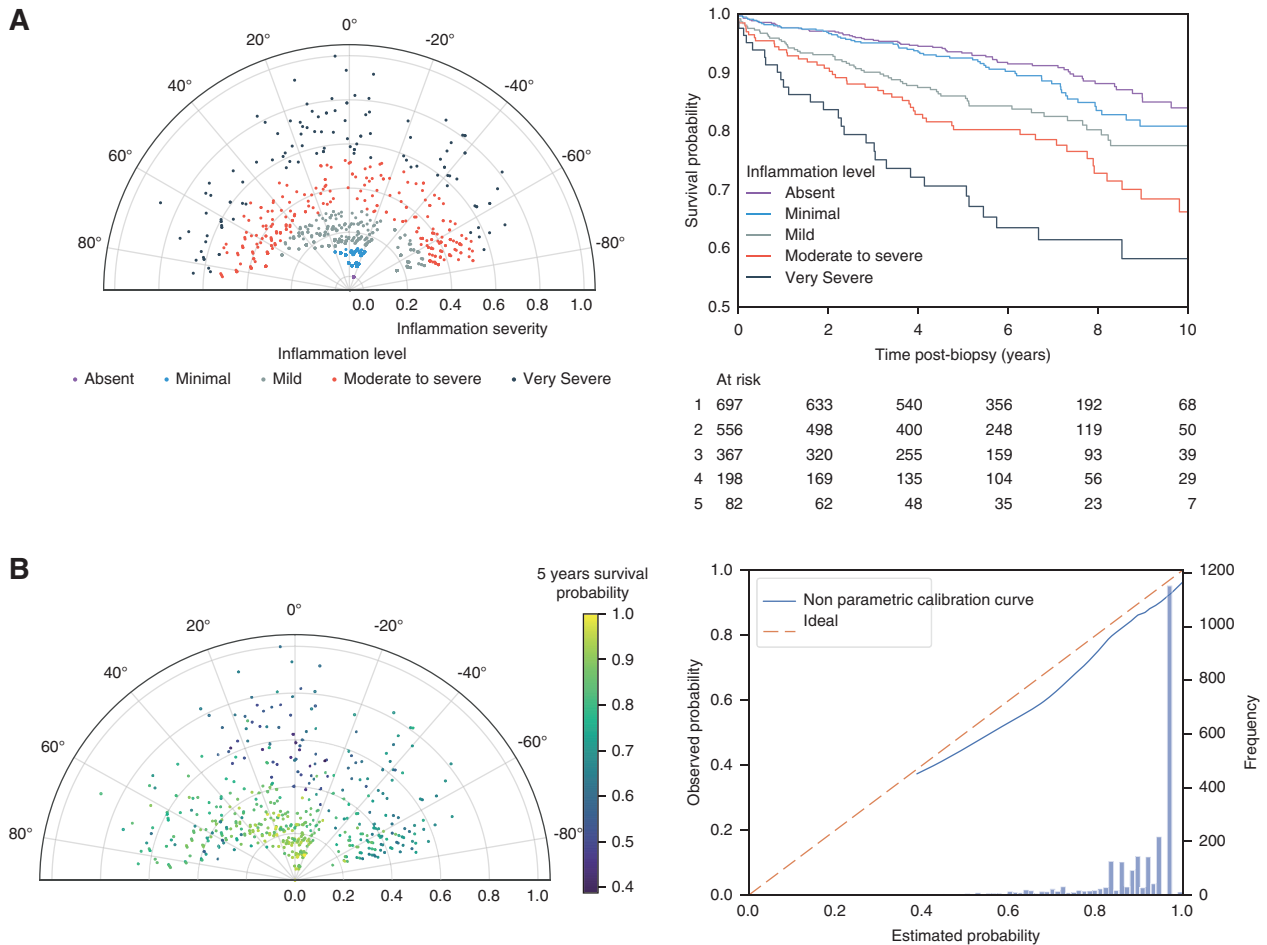 A
0°
20°
-20°
40°
-40°
60°
-60°
80°
-80°
0.0 0.2 0.4 0.6 0.8 1.0
Inflammation severity
Inflammation level
Absent Minimal Mild Moderate to severe Very Severe
1.0
0.9
0.8
0.7
0.6
0.5
Survival probability
Inflammation level
Absent
Minimal
Mild
Moderate to severe
Very Severe
0 2 4 6 8 10
Time post-biopsy (years)
At risk
1 697 633 540 356 192 68
2 556 498 400 248 119 50
3 367 320 255 159 93 39
4 198 169 135 104 56 29
5 82 62 48 35 23 7
B
0°
20°
-20°
40°
-40°
60°
-60°
80°
-80°
0.0 0.2 0.4 0.6 0.8 1.0
5 years survival
probability
1.0
0.9
0.8
0.7
0.6
0.5
0.4
1.0
0.8
0.6
0.4
0.2
0.0
Observed probability
Non parametric calibration curve
Ideal
1200
1000
800
600
400
200
0
Frequency
0.0 0.2 0.4 0.6 0.8 1.0
Estimated probability